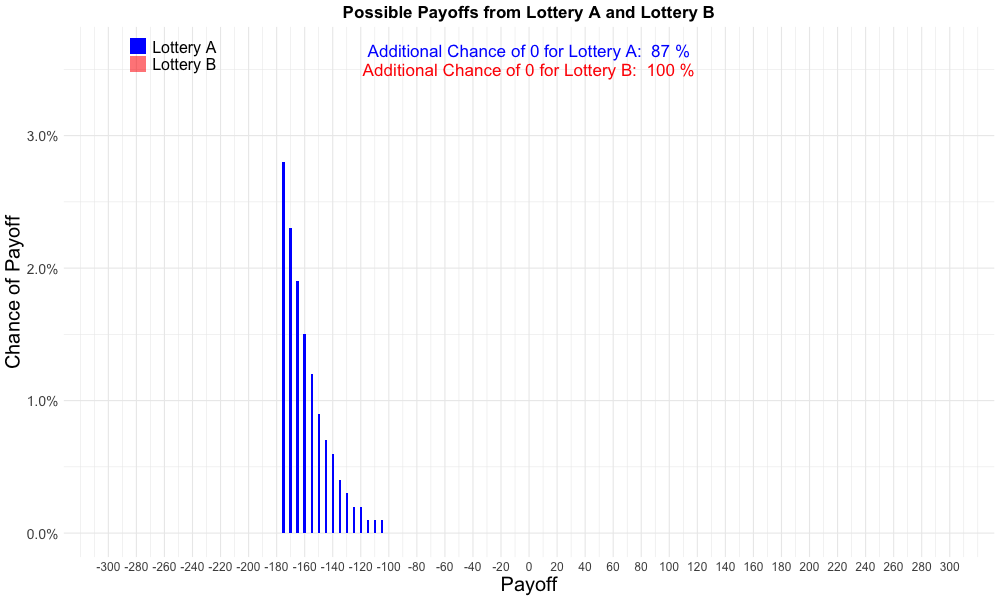 Possible Payoffs from Lottery A and Lottery B
Lottery A
Lottery B
Additional Chance of 0 for Lottery A:  87 %
Additional Chance of 0 for Lottery B:  100 %
Chance of Payoff
3.0%
2.0%
1.0%
0.0%
-300 -280 -260 -240 -220 -200 -180 -160 -140 -120 -100 -80 -60 -40 -20 0 20 40 60 80 100 120 140 160 180 200 220 240 260 280 300
Payoff